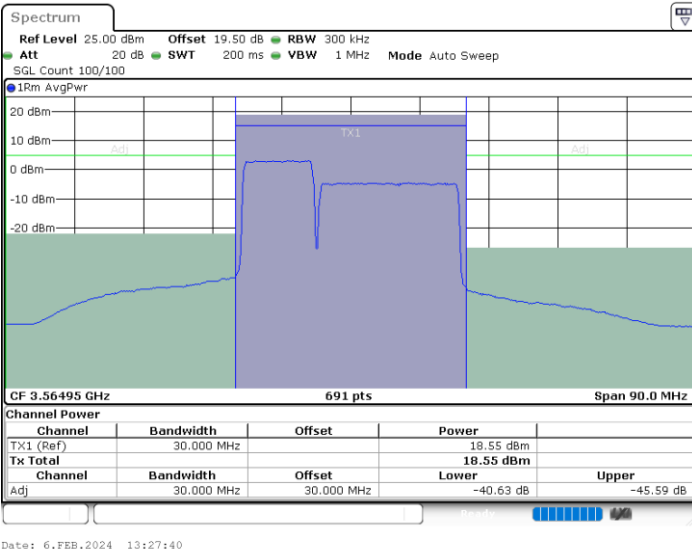 Spectrum
Ref Level 25.00 dBm Offset 19.50 dB RBW 300 kHz
Att 20 dB SWT 200 ms VBW 1 MHz Mode Auto Sweep
SGL Count 100/100
1Rm AvgPwr
20 dBm
TX1
10 dBm
Adj Adj
0 dBm
-10 dBm
-20 dBm
CF 3.56495 GHz 691 pts Span 90.0 MHz
Channel Power
Channel Bandwidth Offset Power
TX1 (Ref) 30.000 MHz 18.55 dBm
Tx Total 18.55 dBm
Channel Bandwidth Offset Lower Upper
Adj 30.000 MHz 30.000 MHz -40.63 dB -45.59 dB
Ready
Date: 6.FEB.2024 13:27:40